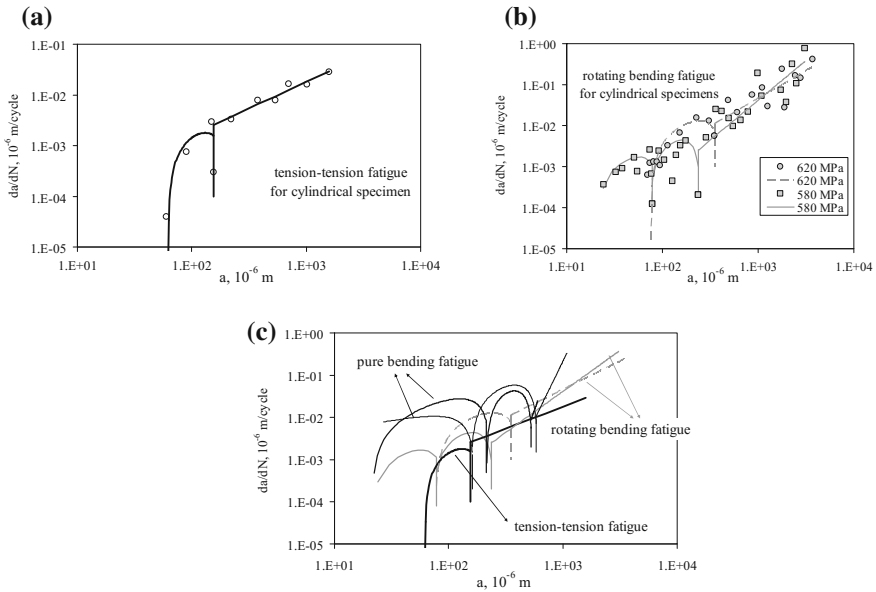 (a)
1.E-01
1.E-02
1.E-03
1.E-04
1.E-05
da/dN, 10-6 m/cycle
tension-tension fatigue
for cylindrical specimen
1.E+01 1.E+02 1.E+03 1.E+04
a, 10-6 m
(b)
1.E+00
1.E-01
1.E-02
1.E-03
1.E-04
1.E-05
da/dN, 10-6 m/cycle
rotating bending fatigue
for cylindrical specimens
620 MPa
620 MPa
580 MPa
580 MPa
1.E+01 1.E+02 1.E+03 1.E+04
a, 10-6 m
(c)
1.E+00
1.E-01
1.E-02
1.E-03
1.E-04
1.E-05
da/dN, 10-6 m/cycle
pure bending fatigue
rotating bending fatigue
tension-tension fatigue
1.E+01 1.E+02 1.E+03 1.E+04
a, 10-6 m